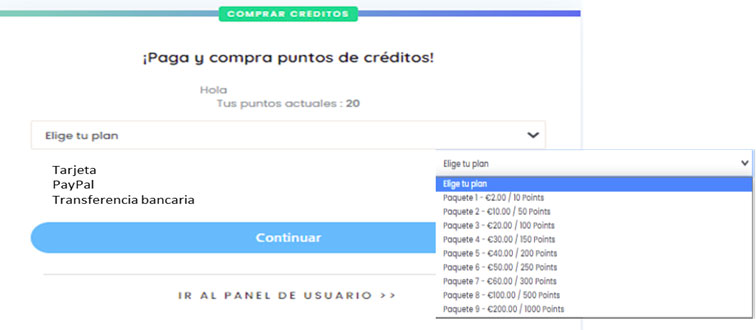 COMPRAR CRÉDITOS
¡Paga y compra puntos de créditos!
Hola
Tus puntos actuales : 20
Elige tu plan
Tarjeta
PayPal
Transferencia bancaria
Continuar
IR AL PANEL DE USUARIO >>
Elige tu plan
Elige tu plan
Paquete 1 - €2.00 / 10 Points
Paquete 2 - €10.00 / 50 Points
Paquete 3 - €20.00 / 100 Points
Paquete 4 - €30.00 / 150 Points
Paquete 5 - €40.00 / 200 Points
Paquete 6 - €50.00 / 250 Points
Paquete 7 - €60.00 / 300 Points
Paquete 8 - €100.00 / 500 Points
Paquete 9 - €200.00 / 1000 Points